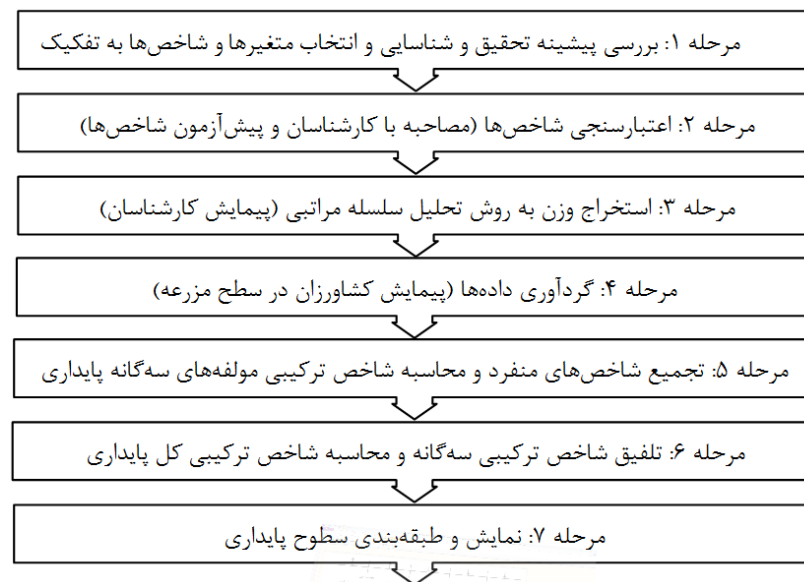 مرحله ۱: بررسی پیشینه تحقیق و شناسایی و انتخاب متغیرها و شاخص‌ها به تفکیک
مرحله ۲: اعتبارسنجی شاخص‌ها (مصاحبه با کارشناسان و پیش‌آزمون شاخص‌ها)
مرحله ۳: استخراج وزن به روش تحلیل سلسله مراتبی (پیمایش کارشناسان)
مرحله ۴: گردآوری داده‌ها (پیمایش کشاورزان در سطح مزرعه)
مرحله ۵: تجمیع شاخص‌های منفرد و محاسبه شاخص ترکیبی مولفه‌های سه‌گانه پایداری
مرحله ۶: تلفیق شاخص ترکیبی سه‌گانه و محاسبه شاخص ترکیبی کل پایداری
مرحله ۷: نمایش و طبقه‌بندی سطوح پایداری